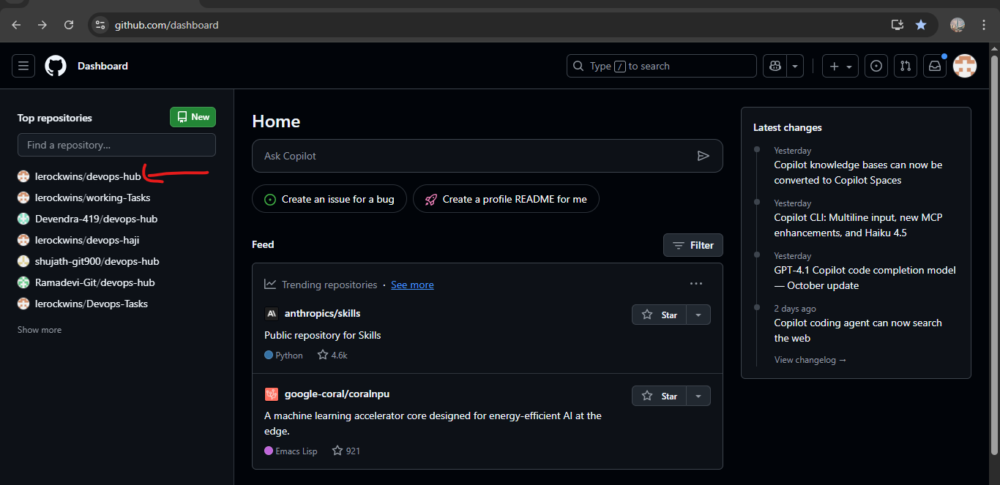 github.com/dashboard
Dashboard
Type / to search
Top repositories
New
Find a repository...
lerockwins/devops-hub
lerockwins/working-Tasks
Devendra-419/devops-hub
lerockwins/devops-haji
shujath-git900/devops-hub
Ramadevi-Git/devops-hub
lerockwins/Devops-Tasks
Show more
Home
Ask Copilot
Create an issue for a bug
Create a profile README for me
Feed
Filter
Trending repositories · See more
anthropics/skills
Star
Public repository for Skills
Python 4.6k
google-coral/coralnpu
Star
A machine learning accelerator core designed for energy-efficient AI at the
edge.
Emacs Lisp 921
Latest changes
Yesterday
Copilot knowledge bases can now be
converted to Copilot Spaces
Yesterday
Copilot CLI: Multiline input, new MCP
enhancements, and Haiku 4.5
Yesterday
GPT-4.1 Copilot code completion model
— October update
2 days ago
Copilot coding agent can now search
the web
View changelog →